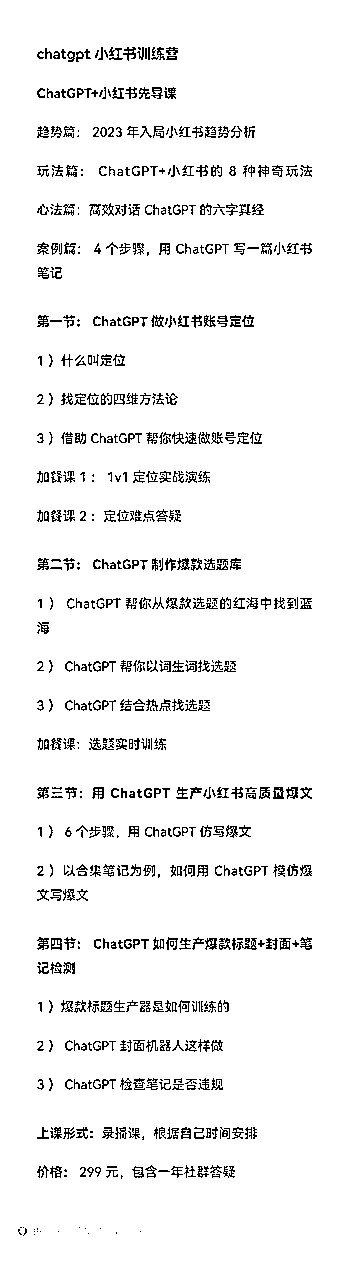 chatgpt 小红书训练营
ChatGPT+小红书先导课
趋势篇： 2023 年入局小红书趋势分析
玩法篇： ChatGPT+小红书的 8 种神奇玩法
心法篇：高效对话 ChatGPT 的六字真经
案例篇： 4 个步骤，用 ChatGPT 写一篇小红书
笔记
第一节： ChatGPT 做小红书账号定位
1 ）什么叫定位
2 ）找定位的四维方法论
3 ）借助 ChatGPT 帮你快速做账号定位
加餐课 1： 1v1 定位实战演练
加餐课 2：定位难点答疑
第二节： ChatGPT 制作爆款选题库
1 ） ChatGPT 帮你从爆款选题的红海中找到蓝
海
2 ） ChatGPT 帮你以词生词找选题
3 ） ChatGPT 结合热点找选题
加餐课：选题实时训练
第三节：用 ChatGPT 生产小红书高质量爆文
1 ） 6 个步骤，用 ChatGPT 仿写爆文
2 ）以合集笔记为例，如何用 ChatGPT 模仿爆
文写爆文
第四节： ChatGPT 如何生产爆款标题+封面+笔
记检测
1 ）爆款标题生产器是如何训练的
2 ） ChatGPT 封面机器人这样做
3 ） ChatGPT 检查笔记是否违规
上课形式：录播课，根据自己时间安排
价格： 299 元，包含一年社群答疑